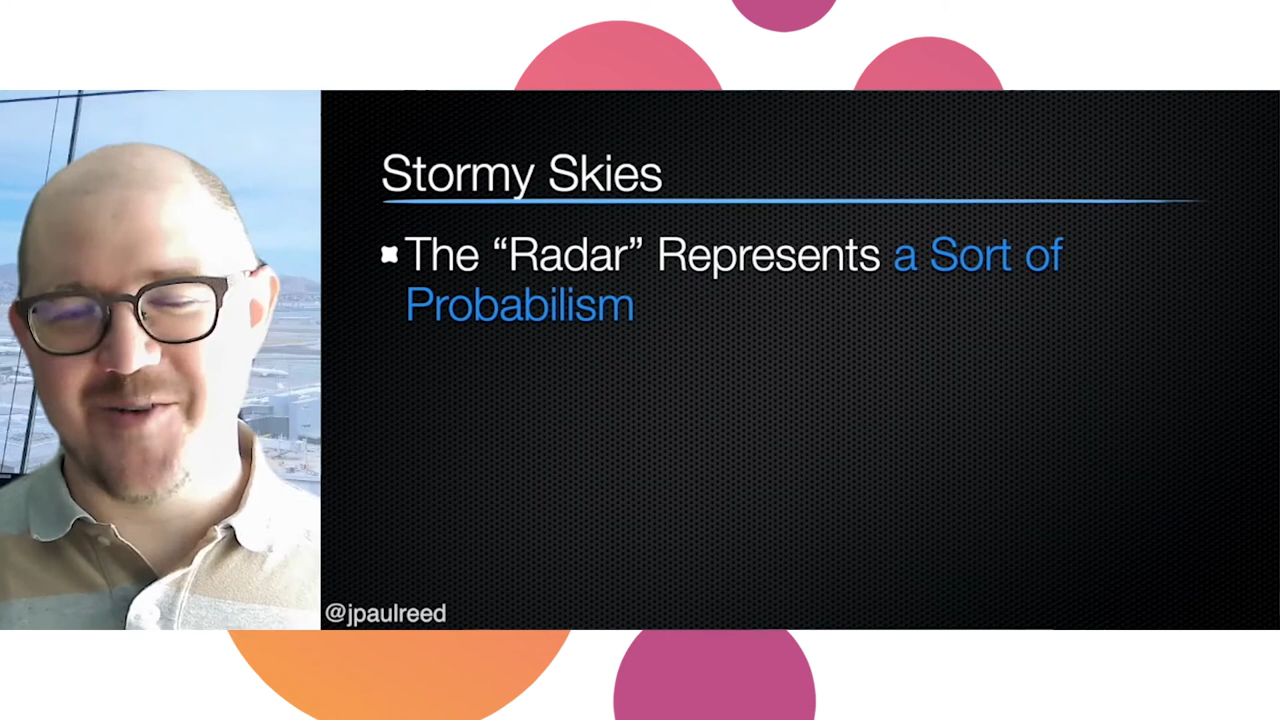 Stormy Skies
The “Radar” Represents a Sort of
Probabilism
@jpaulreed